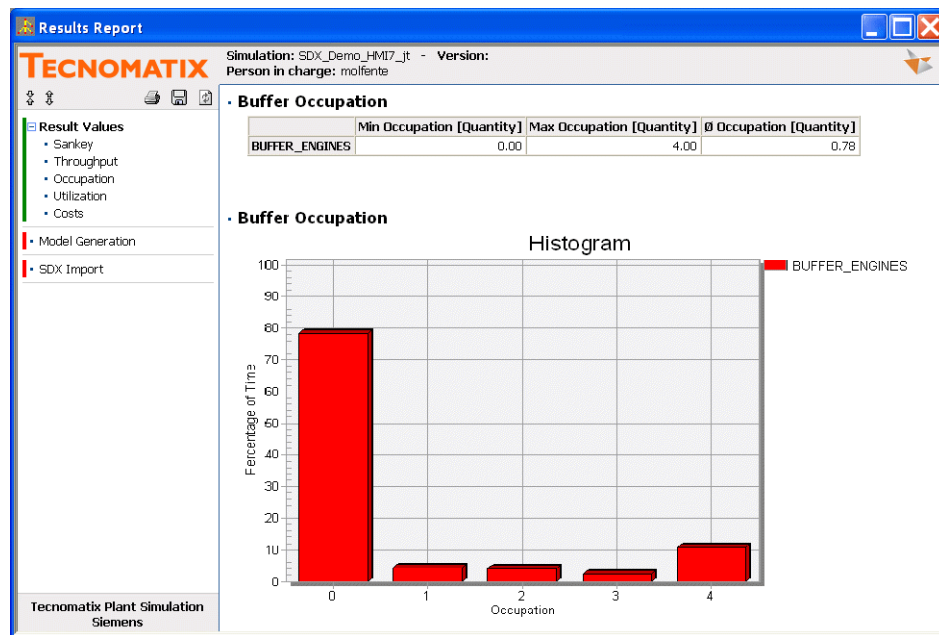 Results Report
TECNOMATIX
Simulation: SDX_Demo_HMI7_jt - Version:
Person in charge: molfente
Result Values
Sankey
Throughput
Occupation
Utilization
Costs
Model Generation
SDX Import
Tecnomatix Plant Simulation
Siemens
Buffer Occupation
Min Occupation [Quantity] Max Occupation [Quantity] Ø Occupation [Quantity]
BUFFER_ENGINES 0.00 4.00 0.78
Buffer Occupation
Histogram
BUFFER_ENGINES
Percentage of Time
100
90
80
70
60
50
40
30
20
10
0
0 1 2 3 4
Occupation